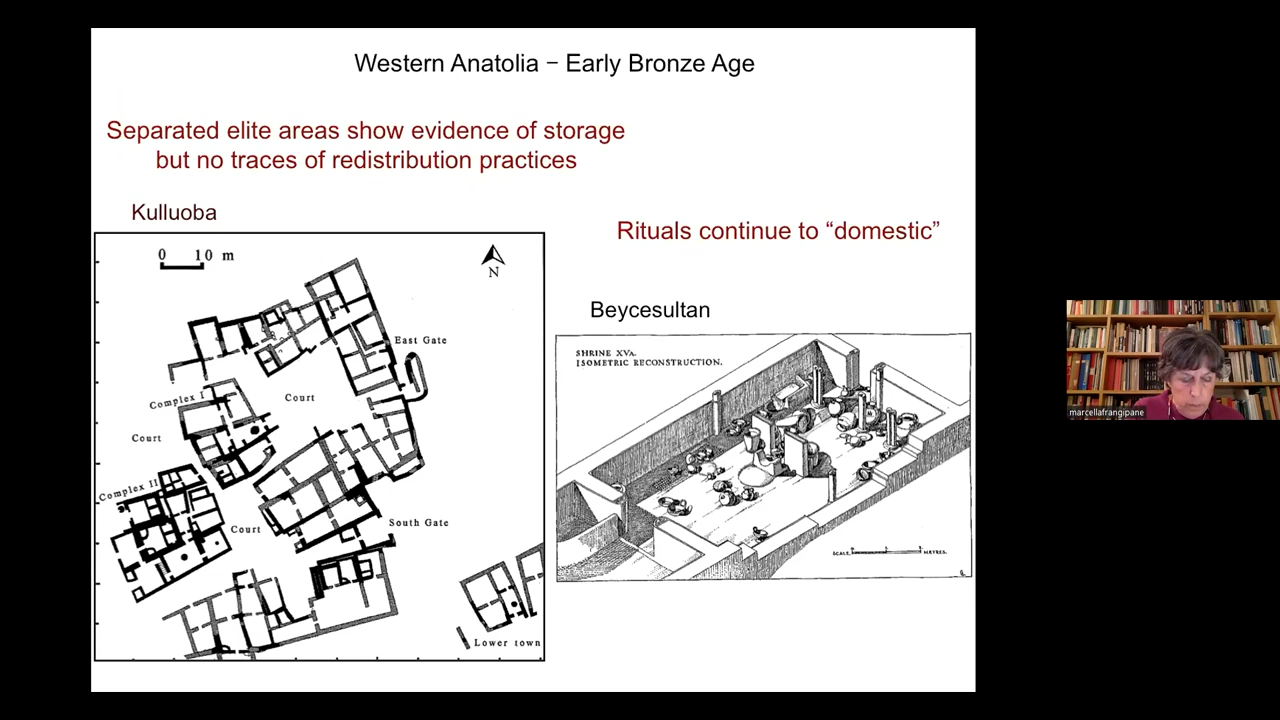 Western Anatolia – Early Bronze Age
Separated elite areas show evidence of storage
but no traces of redistribution practices
Kulluoba
Rituals continue to “domestic”
0 10 m
N
East Gate
Complex I
Court
Court
Complex II
Court
South Gate
Lower town
Beycesultan
SHRINE XVA.
ISOMETRIC RECONSTRUCTION.
SCALE. METRES.
marcellafrangipane